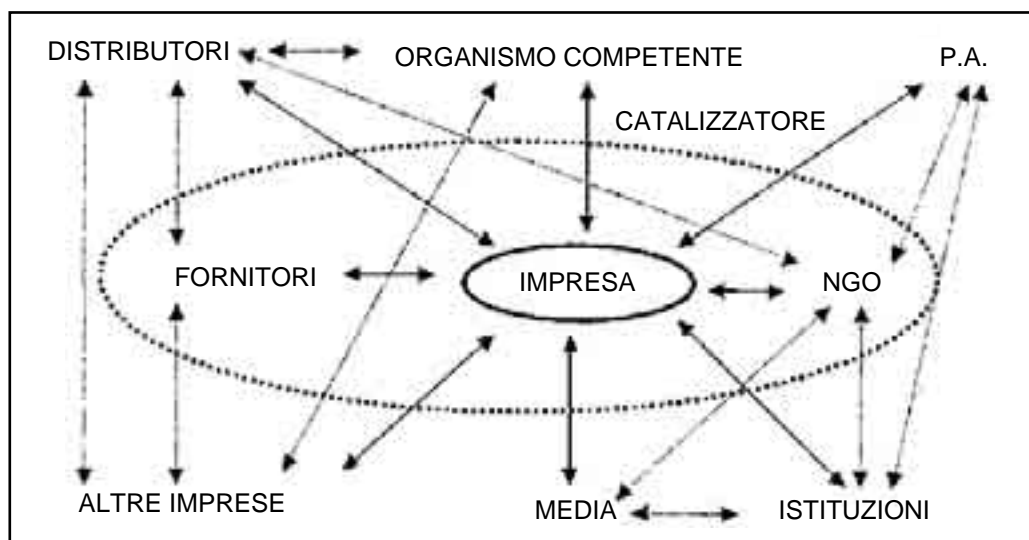 DISTRIBUTORI
ORGANISMO COMPETENTE
P.A.
CATALIZZATORE
FORNITORI
IMPRESA
NGO
ALTRE IMPRESE
MEDIA
ISTITUZIONI